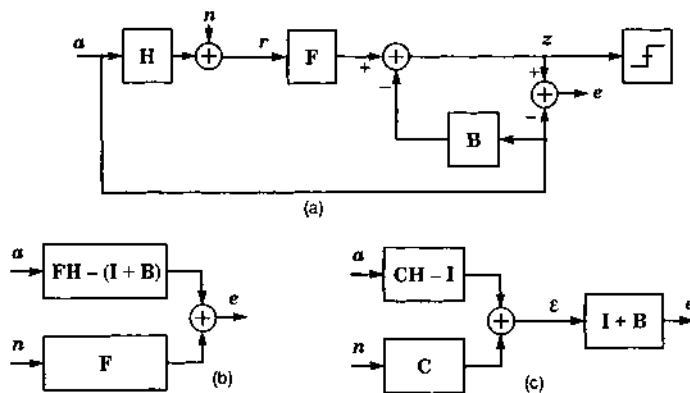 n
a
H
+
r
F
+
+
−
z
+
+
−
e
B
(a)
a
FH – (I + B)
+
e
n
F
(b)
a
CH – I
+
ε
I + B
e
n
C
(c)